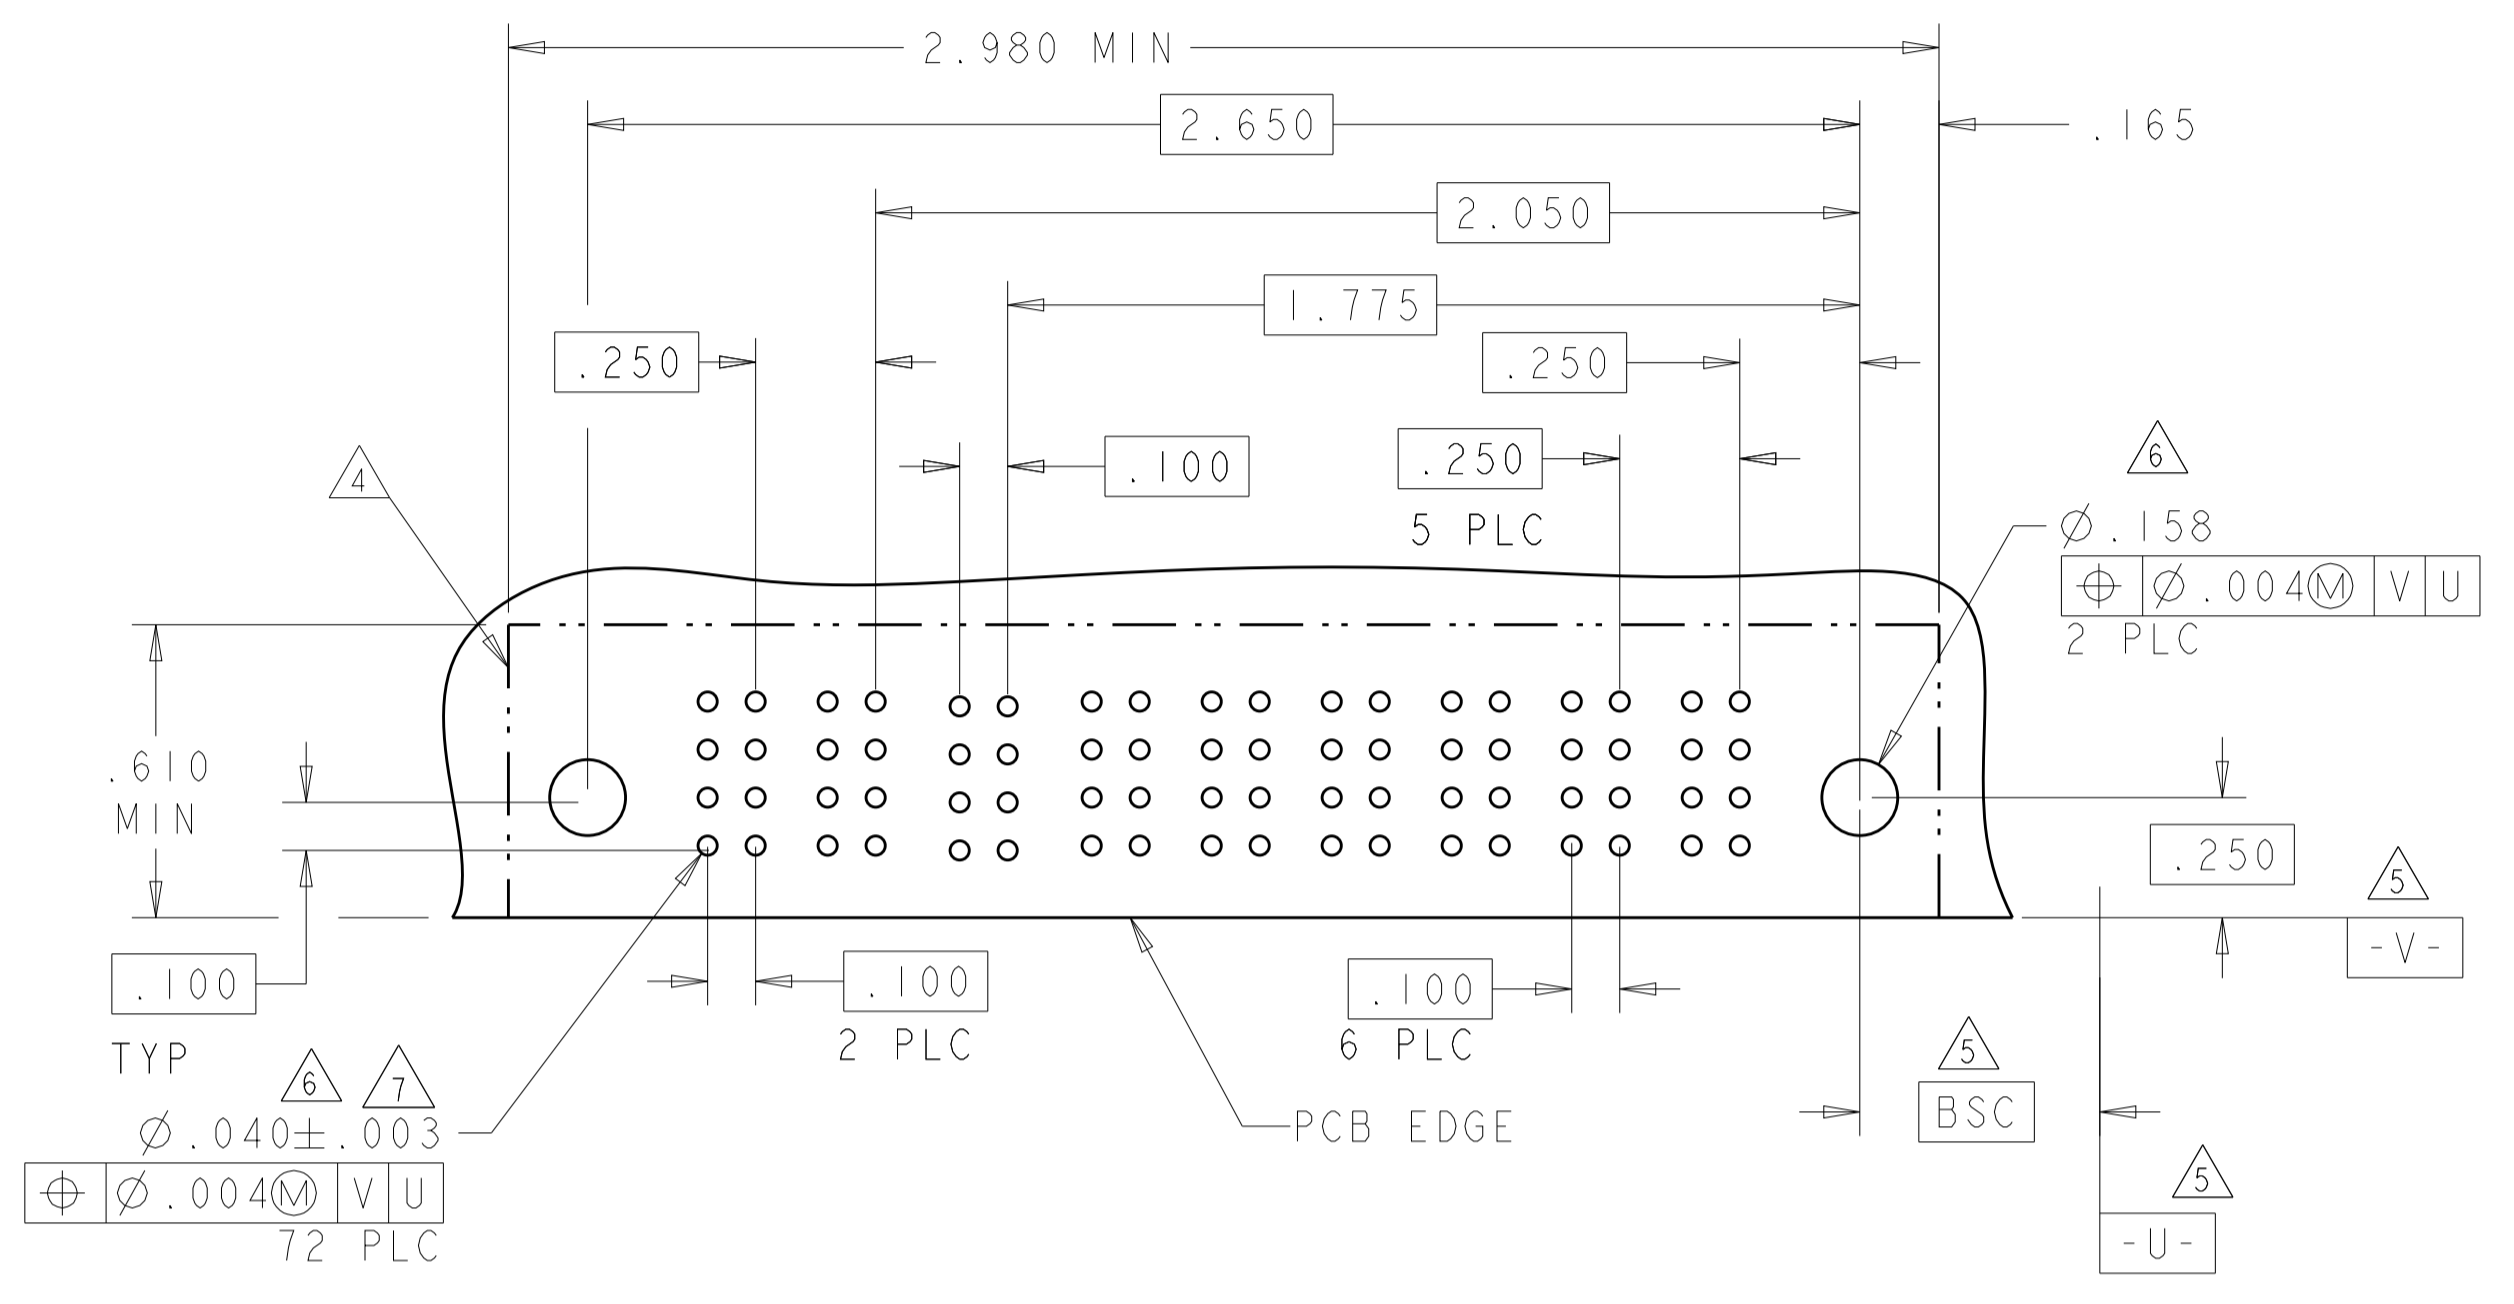 2.980 MIN
2.650
.165
2.050
1.775
.250
.250
.250
5 PLC
.100
4
6
Ø.158
Ø.004Ⓜ V U
2 PLC
.610
MIN
.250
5
-V-
.100
TYP
.100
2 PLC
.100
6 PLC
5
BSC
6 7
Ø.040±.003
Ø.004Ⓜ V U
72 PLC
PCB EDGE
5
-U-